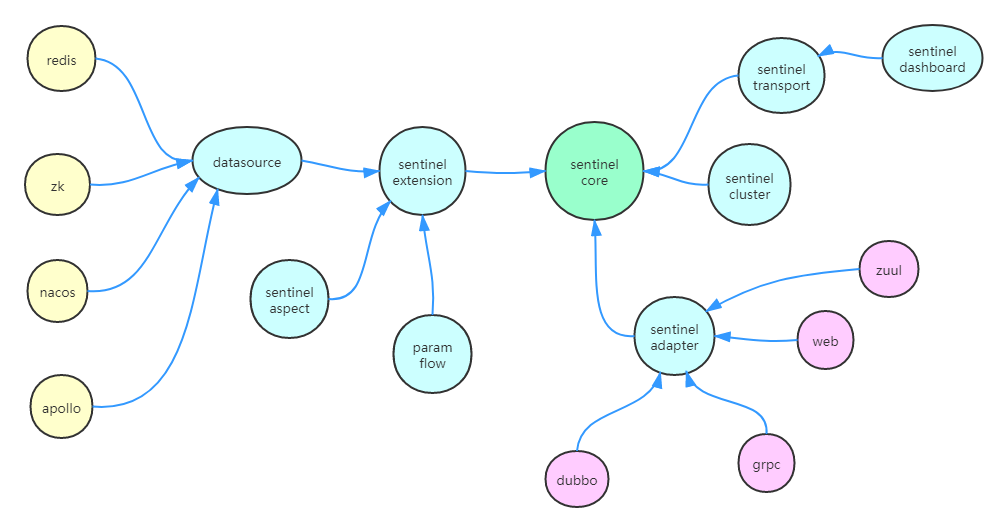 redis
zk
nacos
apollo
datasource
sentinel
extension
sentinel
aspect
param
flow
sentinel
core
sentinel
transport
sentinel
dashboard
sentinel
cluster
sentinel
adapter
zuul
web
grpc
dubbo